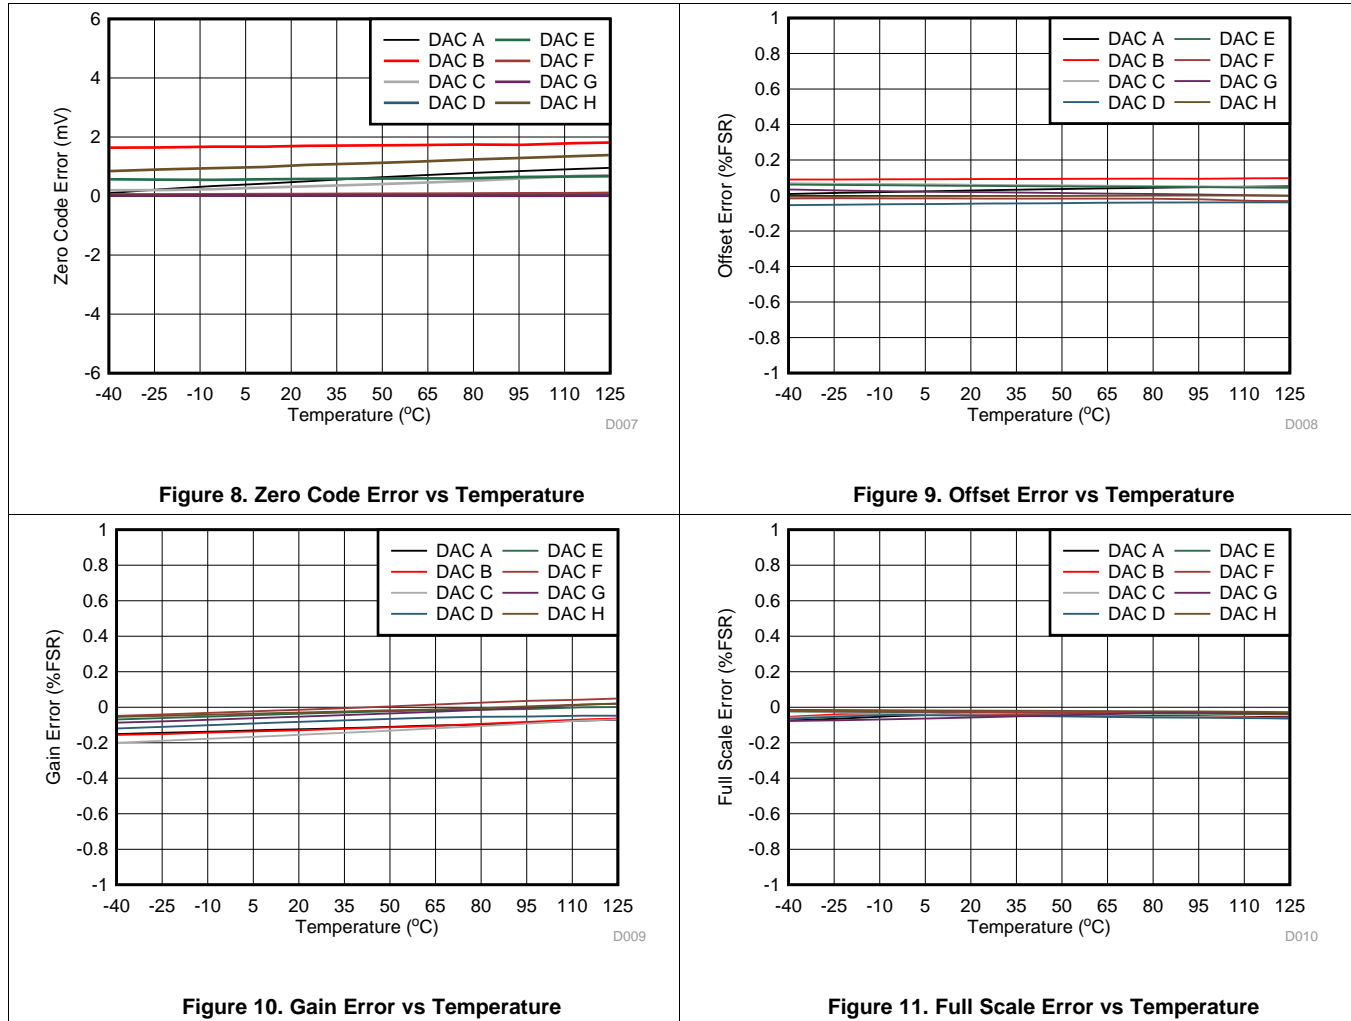 6
4
2
0
-2
-4
-6
Zero Code Error (mV)
DAC A
DAC B
DAC C
DAC D
DAC E
DAC F
DAC G
DAC H
-40 -25 -10 5 20 35 50 65 80 95 110 125
Temperature (°C)
D007
Figure 8. Zero Code Error vs Temperature
1
0.8
0.6
0.4
0.2
0
-0.2
-0.4
-0.6
-0.8
-1
Offset Error (%FSR)
DAC A
DAC B
DAC C
DAC D
DAC E
DAC F
DAC G
DAC H
-40 -25 -10 5 20 35 50 65 80 95 110 125
Temperature (°C)
D008
Figure 9. Offset Error vs Temperature
1
0.8
0.6
0.4
0.2
0
-0.2
-0.4
-0.6
-0.8
-1
Gain Error (%FSR)
DAC A
DAC B
DAC C
DAC D
DAC E
DAC F
DAC G
DAC H
-40 -25 -10 5 20 35 50 65 80 95 110 125
Temperature (°C)
D009
Figure 10. Gain Error vs Temperature
1
0.8
0.6
0.4
0.2
0
-0.2
-0.4
-0.6
-0.8
-1
Full Scale Error (%FSR)
DAC A
DAC B
DAC C
DAC D
DAC E
DAC F
DAC G
DAC H
-40 -25 -10 5 20 35 50 65 80 95 110 125
Temperature (°C)
D010
Figure 11. Full Scale Error vs Temperature